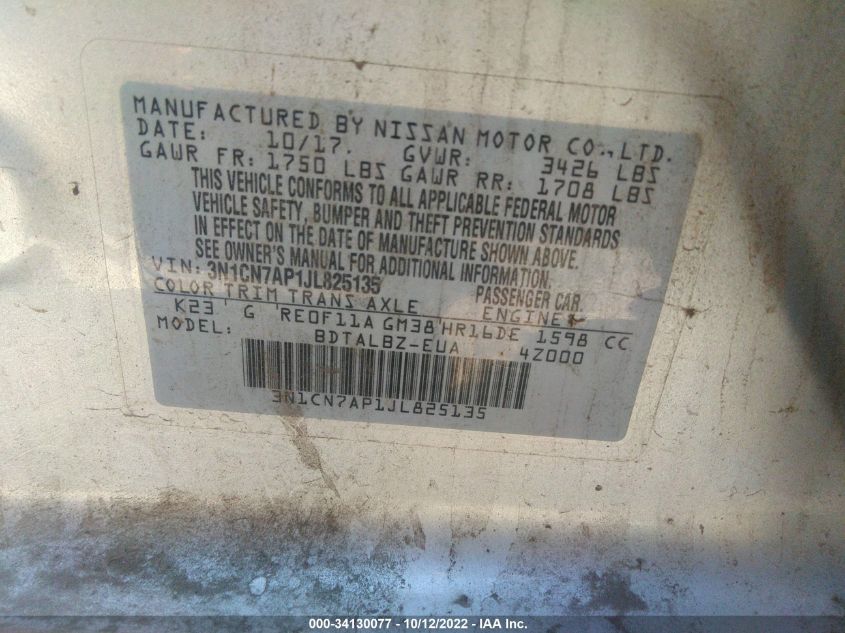 MANUFACTURED BY NISSAN MOTOR CO., LTD.
DATE: 10/17. GVWR: 3426 LBS
GAWR FR: 1750 LBS GAWR RR: 1708 LBS
THIS VEHICLE CONFORMS TO ALL APPLICABLE FEDERAL MOTOR
VEHICLE SAFETY, BUMPER AND THEFT PREVENTION STANDARDS
IN EFFECT ON THE DATE OF MANUFACTURE SHOWN ABOVE.
SEE OWNER'S MANUAL FOR ADDITIONAL INFORMATION.
VIN: 3N1CN7AP1JL825135 PASSENGER CAR
COLOR TRIM TRANS AXLE ENGINE
K23 G RE0F11A GM38 HR16DE 1598 CC
MODEL: BDTALBZ-EUA 4Z000
3N1CN7AP1JL825135
000-34130077 - 10/12/2022 - IAA Inc.